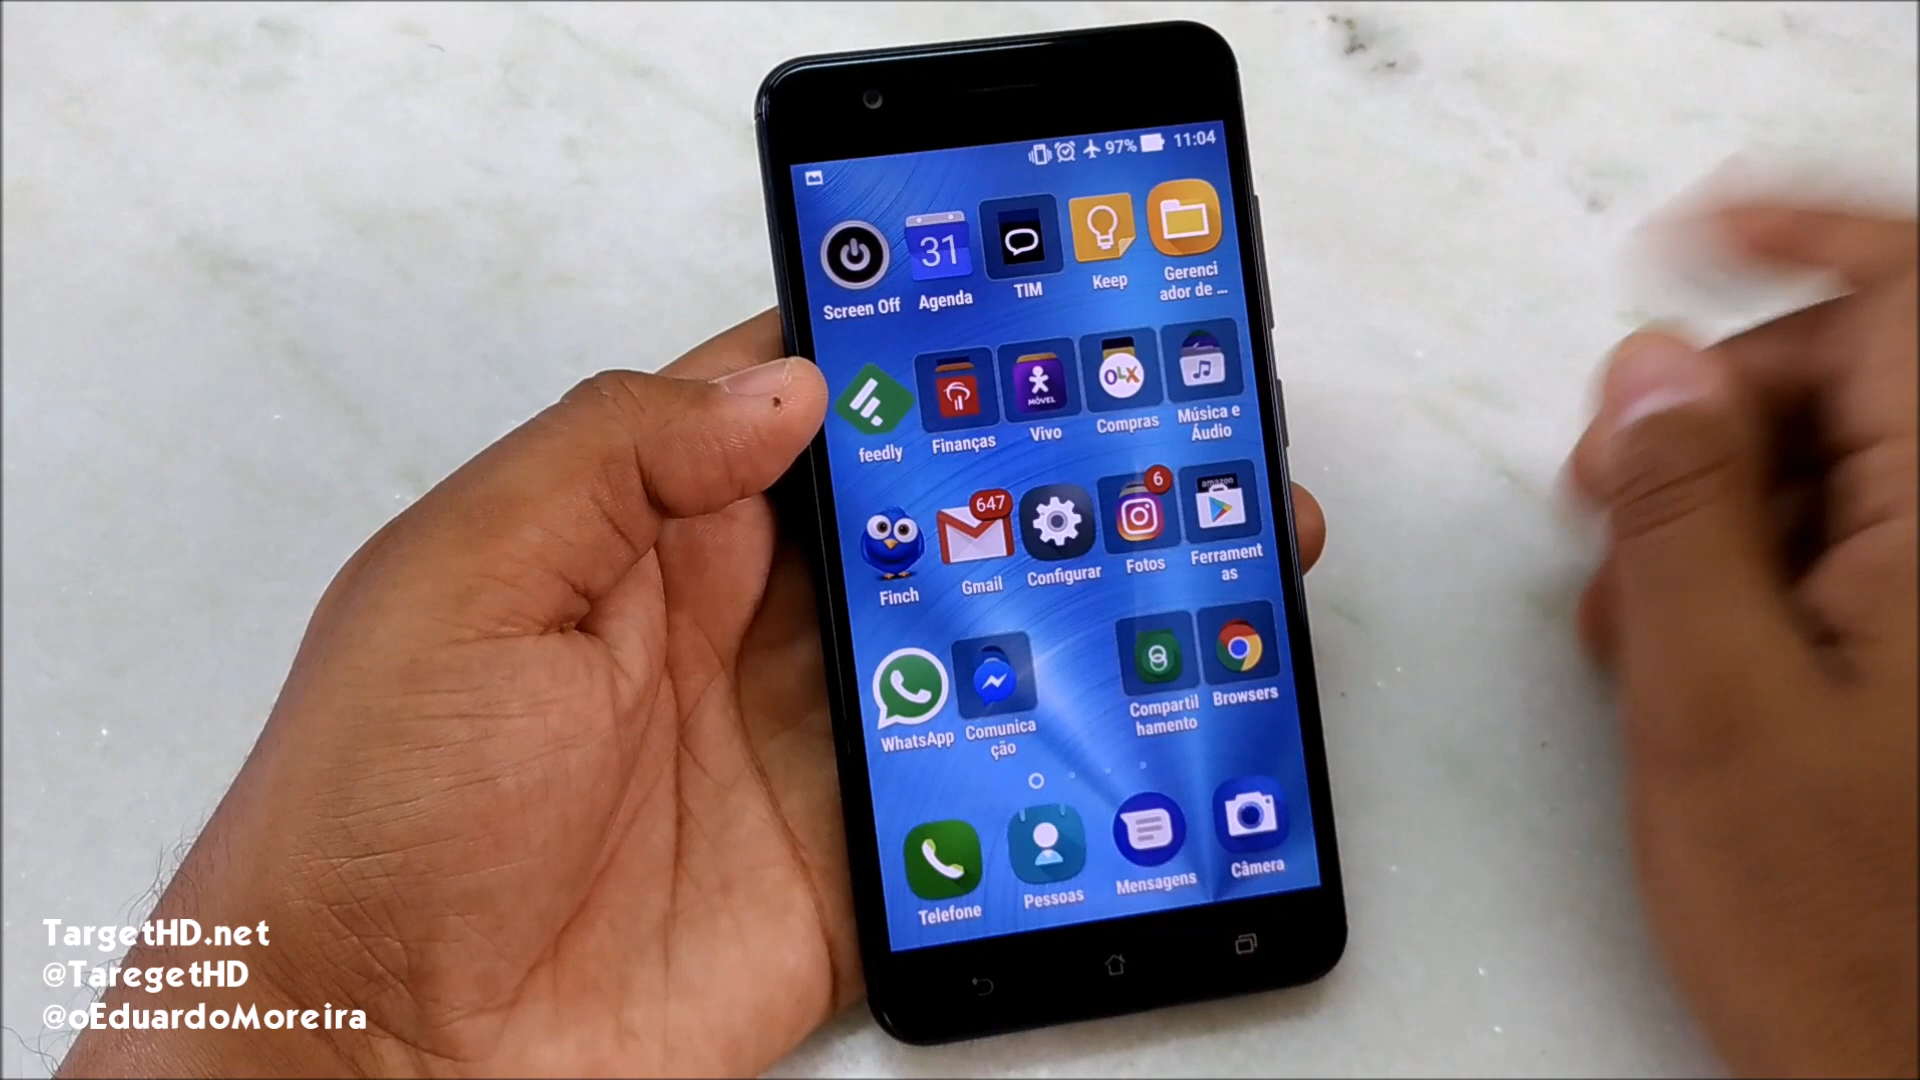 97% 11:04
31
Screen Off Agenda TIM Keep Gerenci
ador de ...
MÓVEL OLX
feedly Finanças Vivo Compras Música e
Áudio
647 6 amazon
Finch Gmail Configurar Fotos Ferrament
as
WhatsApp Comunica
ção
Compartil
hamento
Browsers
Telefone Pessoas Mensagens Câmera
TargetHD.net
@TaregetHD
@oEduardoMoreira